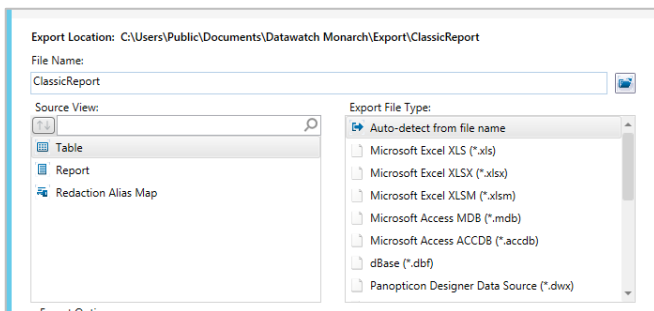 Export Location: C:\Users\Public\Documents\Datawatch Monarch\Export\ClassicReport
File Name:
ClassicReport
Source View:
Table
Report
Redaction Alias Map
Export File Type:
Auto-detect from file name
Microsoft Excel XLS (*.xls)
Microsoft Excel XLSX (*.xlsx)
Microsoft Excel XLSM (*.xlsm)
Microsoft Access MDB (*.mdb)
Microsoft Access ACCDB (*.accdb)
dBase (*.dbf)
Panopticon Designer Data Source (*.dwx)